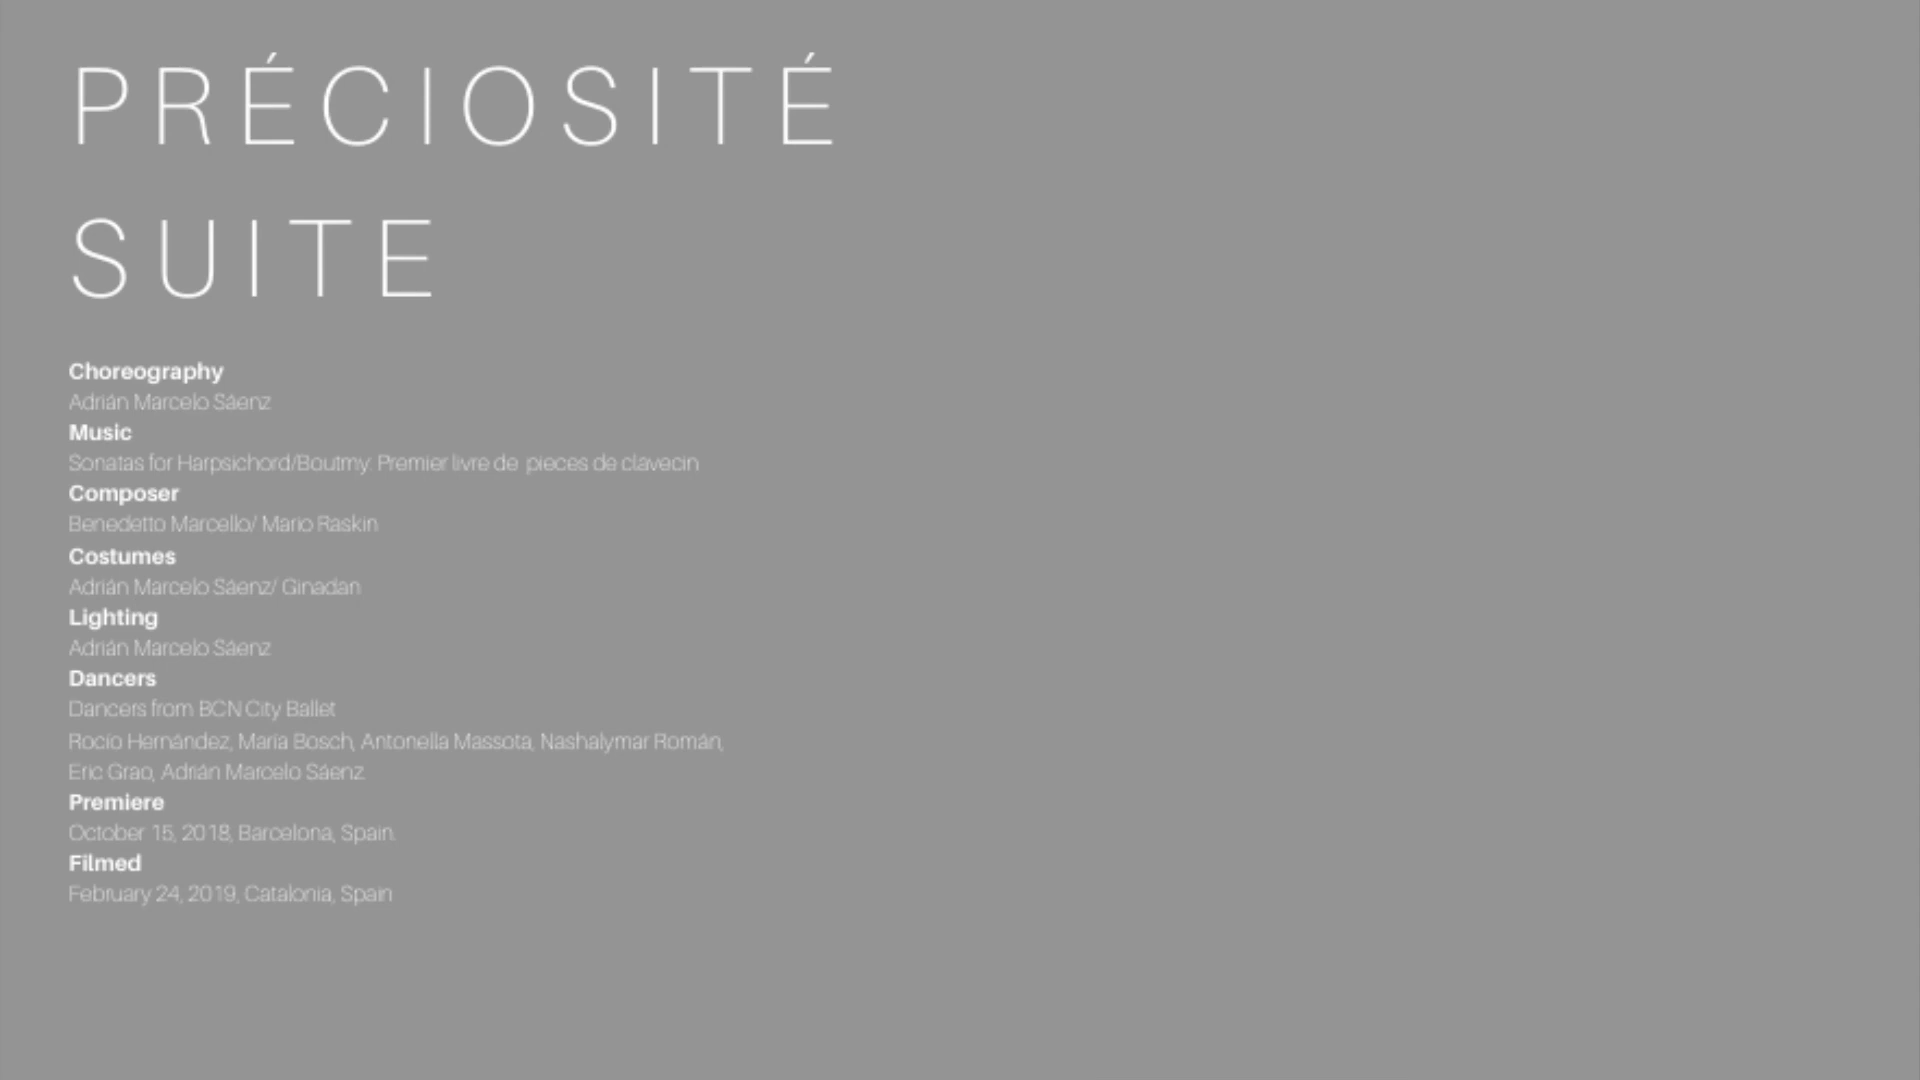 PRÉCIOSITÉ
SUITE
Choreography
Adrián Marcelo Sáenz
Music
Sonatas for Harpsichord/Boutmy: Premier livre de  pieces de clavecin
Composer
Benedetto Marcello/ Mario Raskin
Costumes
Adrián Marcelo Sáenz/ Ginadan
Lighting
Adrián Marcelo Sáenz
Dancers
Dancers from BCN City Ballet
Rocío Hernández, María Bosch, Antonella Massota, Nashalymar Román,
Eric Grao, Adrián Marcelo Sáenz
Premiere
October 15, 2018, Barcelona, Spain.
Filmed
February 24, 2019, Catalonia, Spain